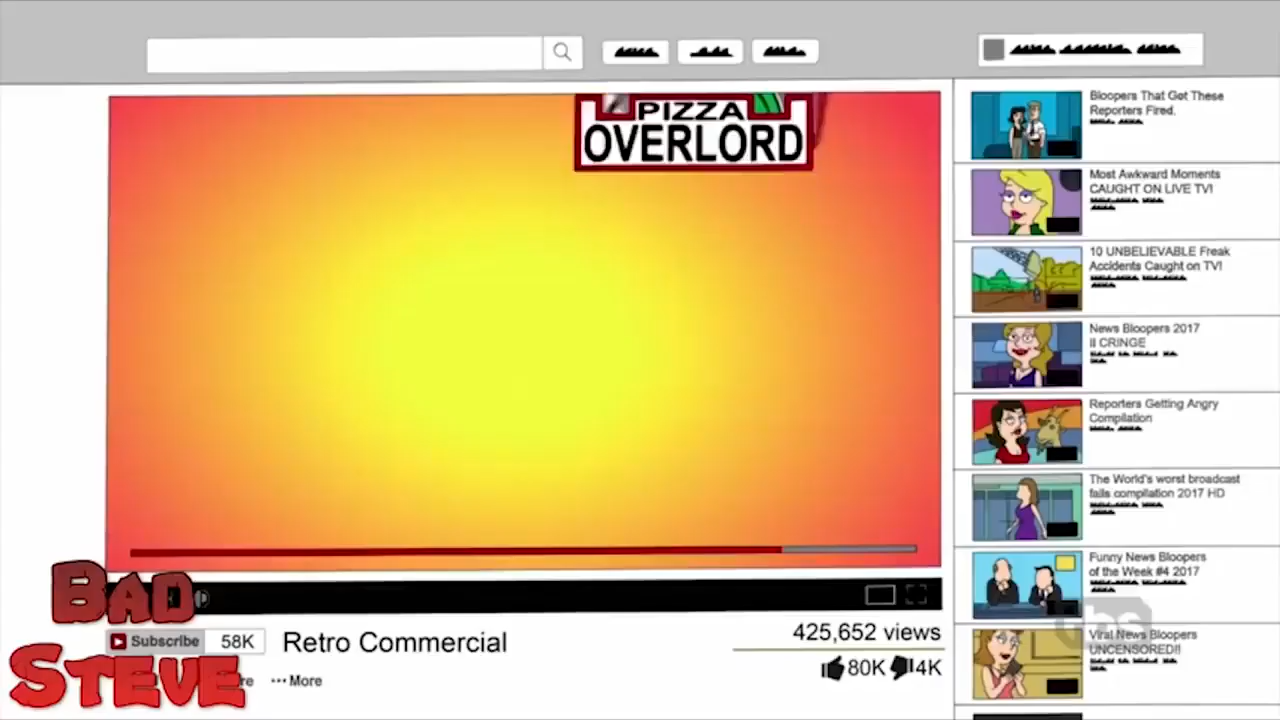 PIZZA
OVERLORD
Bloopers That Get These
Reporters Fired.
Most Awkward Moments
CAUGHT ON LIVE TV!
10 UNBELIEVABLE Freak
Accidents Caught on TV!
News Bloopers 2017
|| CRINGE
Reporters Getting Angry
Compilation
The World's worst broadcast
fails compilation 2017 HD
Funny News Bloopers
of the Week #4 2017
Viral News Bloopers
UNCENSORED!!
tbs
BAD
STEVE
Subscribe 58K
Retro Commercial
425,652 views
80K 4K
••• More